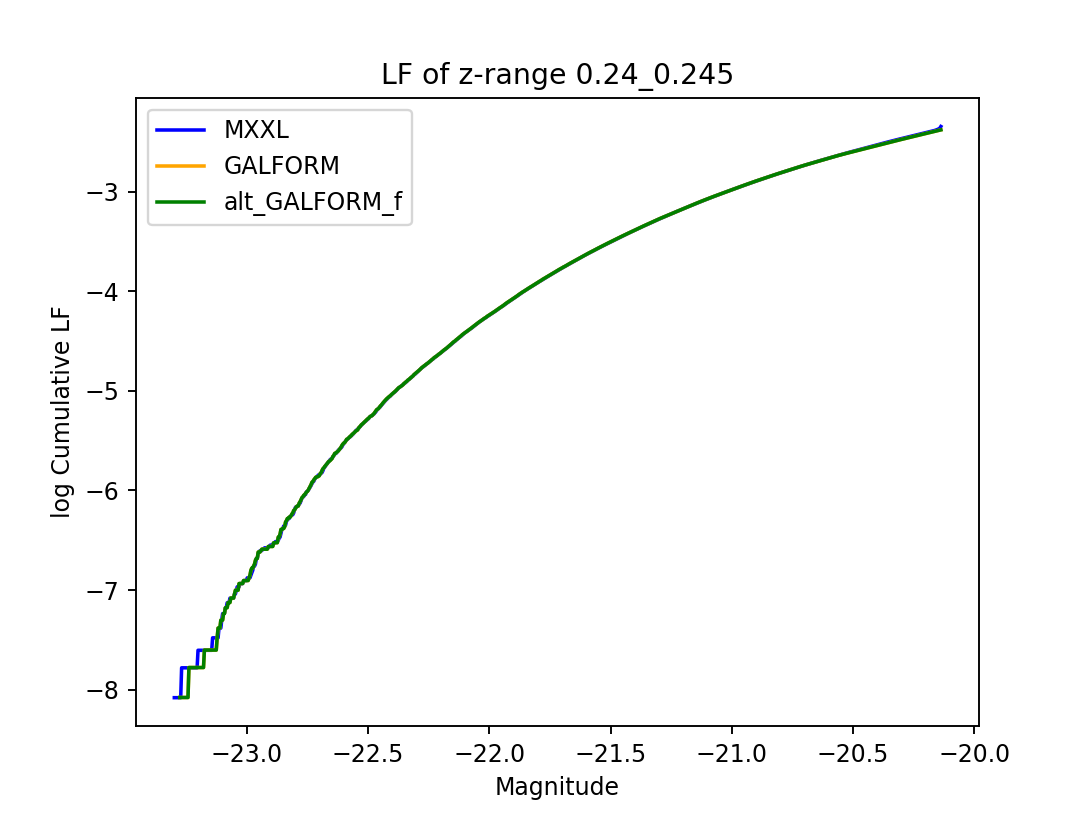 LF of z-range 0.24_0.245
MXXL
GALFORM
alt_GALFORM_f
log Cumulative LF
−3
−4
−5
−6
−7
−8
−23.0
−22.5
−22.0
−21.5
−21.0
−20.5
−20.0
Magnitude